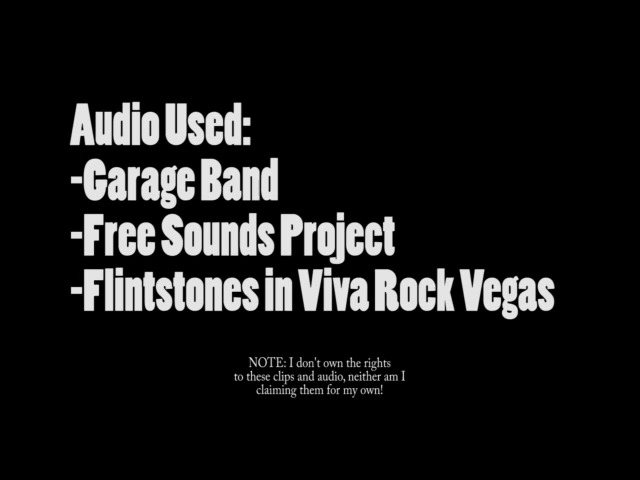 Audio Used:
-Garage Band
-Free Sounds Project
-Flintstones in Viva Rock Vegas
NOTE: I don't own the rights
to these clips and audio, neither am I
claiming them for my own!